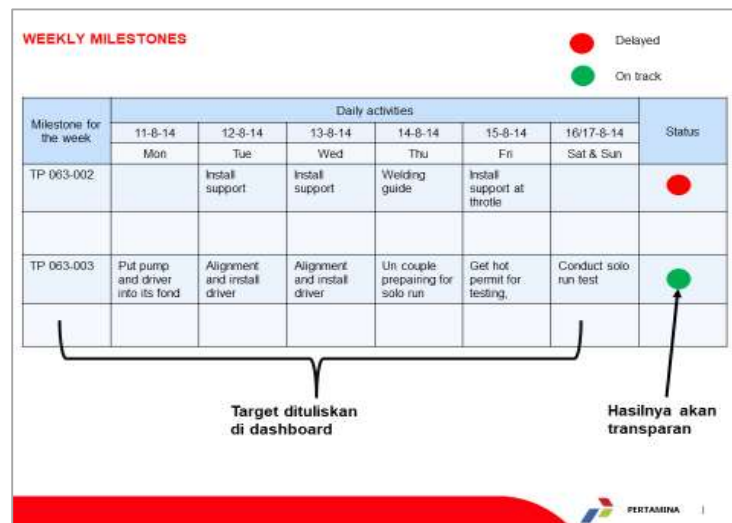 WEEKLY MILESTONES
Delayed
On track
Milestone for
the week
Daily activities
Status
11-8-14
12-8-14
13-8-14
14-8-14
15-8-14
16/17-8-14
Mon
Tue
Wed
Thu
Fri
Sat & Sun
TP 063-002
Install
support
Install
support
Welding
guide
Install
support at
throtle
TP 063-003
Put pump
and driver
into its fond
Alignment
and install
driver
Alignment
and install
driver
Un couple
prepairing for
solo run
Get hot
permit for
testing,
Conduct solo
run test
Target dituliskan
di dashboard
Hasilnya akan
transparan
PERTAMINA |